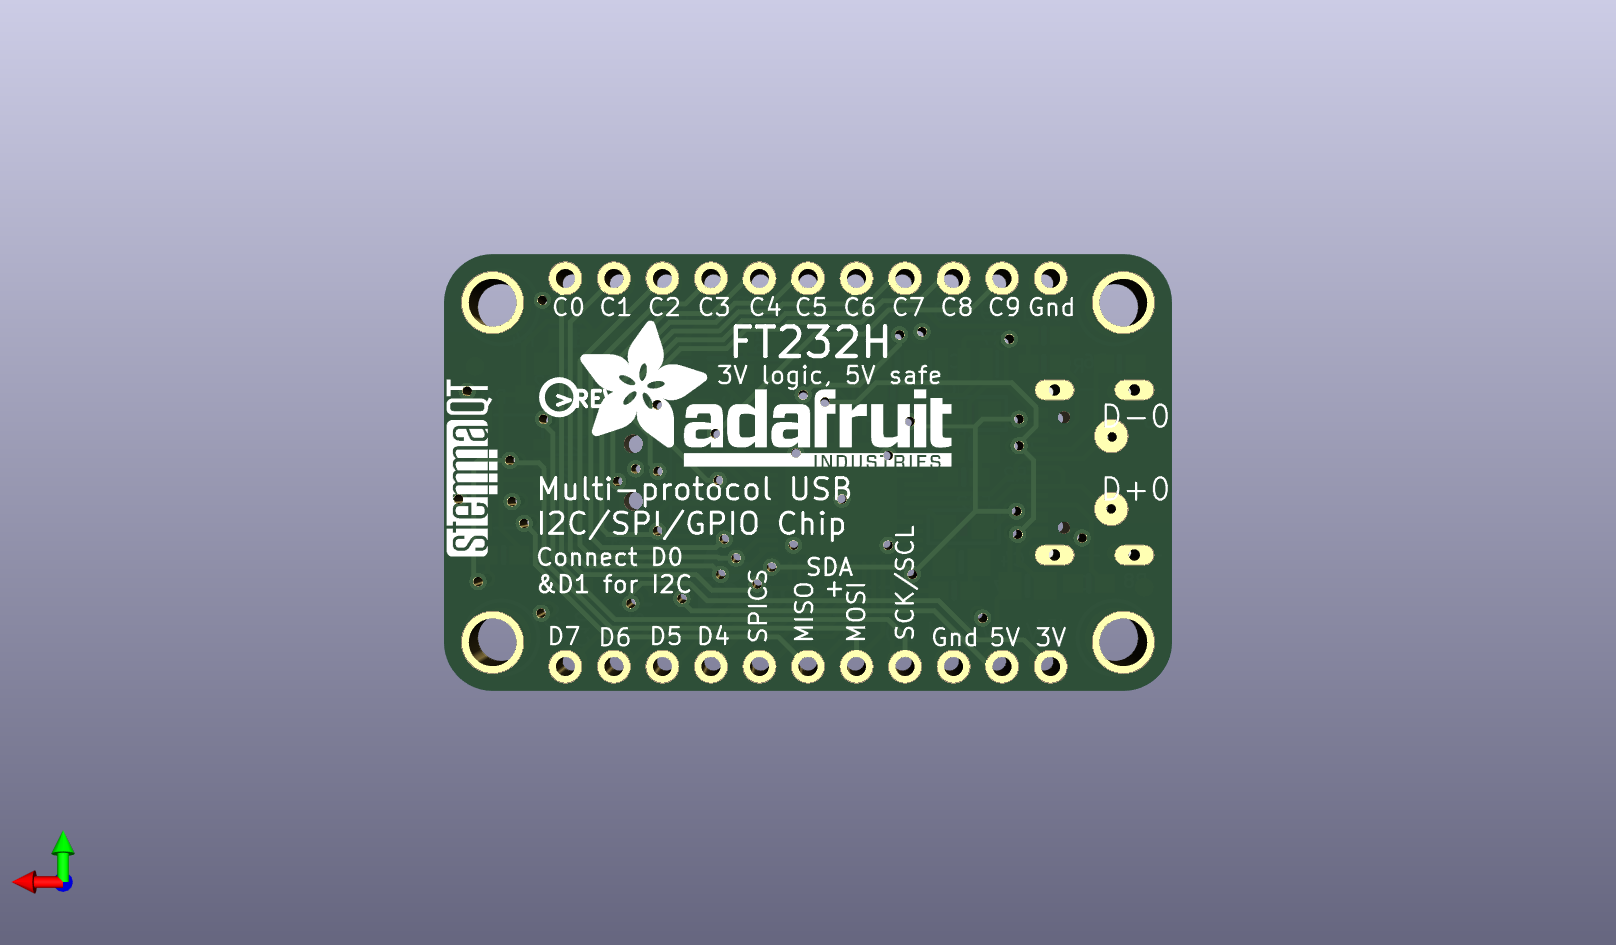 C0 C1 C2 C3 C4 C5 C6 C7 C8 C9 Gnd
FT232H
3V logic, 5V safe
>RE
adafruit
INDUSTRIES
stemmaQT
D-0
D+0
Multi-protocol USB
I2C/SPI/GPIO Chip
Connect D0
&D1 for I2C
SDA
+
SPICS
MISO
MOSI
SCK/SCL
D7 D6 D5 D4
Gnd 5V 3V